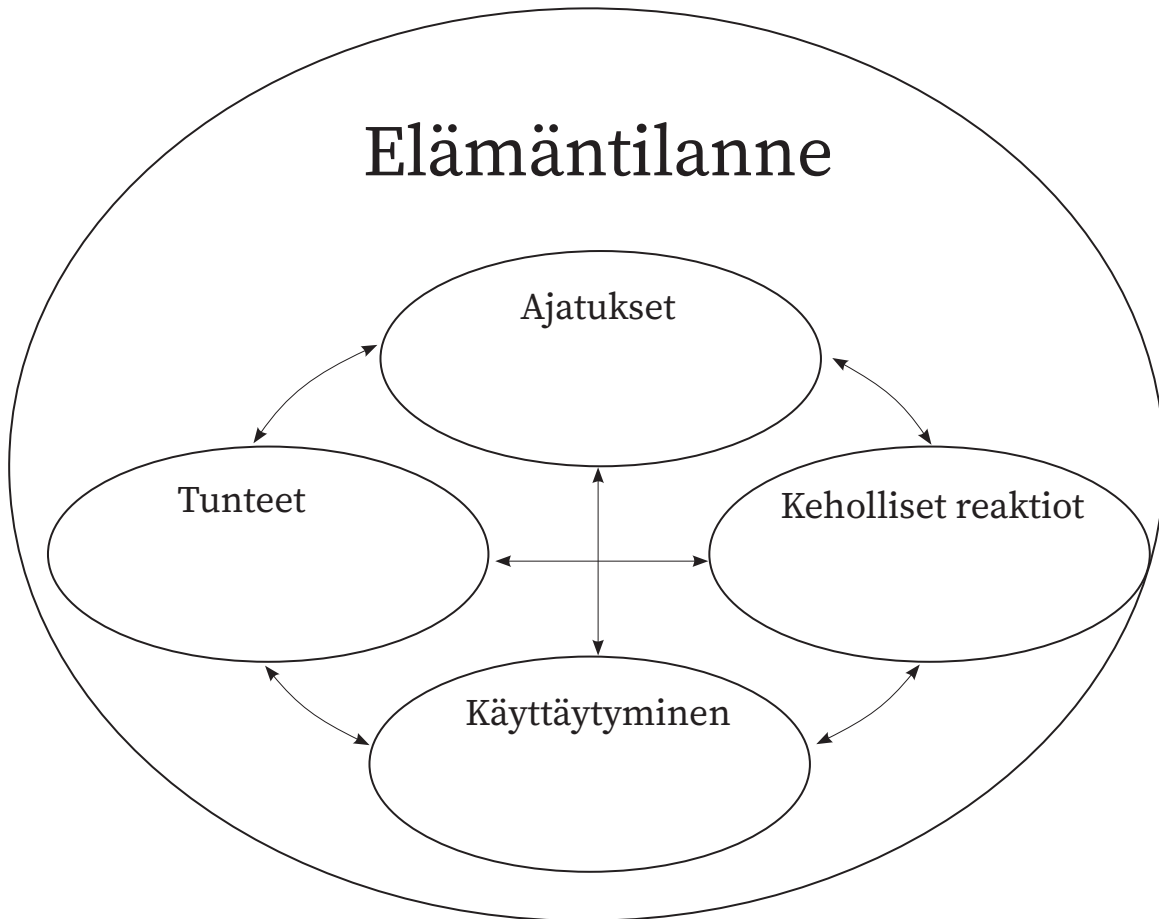 Elämäntilanne
Ajatukset
Tunteet
Keholliset reaktiot
Käyttäytyminen